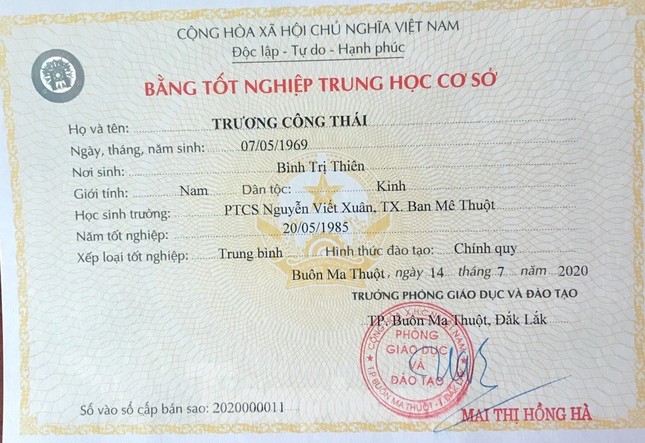 CỘNG HÒA XÃ HỘI CHỦ NGHĨA VIỆT NAM
Độc lập - Tự do - Hạnh phúc
BẰNG TỐT NGHIỆP TRUNG HỌC CƠ SỞ
Họ và tên: TRƯƠNG CÔNG THÁI
Ngày, tháng, năm sinh: 07/05/1969
Nơi sinh: Bình Trị Thiên
Giới tính: Nam Dân tộc: Kinh
Học sinh trường: PTCS Nguyễn Viết Xuân, TX. Ban Mê Thuột
Năm tốt nghiệp: 20/05/1985
Xếp loại tốt nghiệp: Trung bình Hình thức đào tạo: Chính quy
Buôn Ma Thuột, ngày 14 tháng 7 năm 2020
TRƯỞNG PHÒNG GIÁO DỤC VÀ ĐÀO TẠO
TP. Buôn Ma Thuột, Đắk Lắk
PHÒNG
GIÁO DỤC
VÀ
ĐÀO TẠO
Số vào sổ cấp bản sao: 2020000011
MAI THỊ HỒNG HÀ